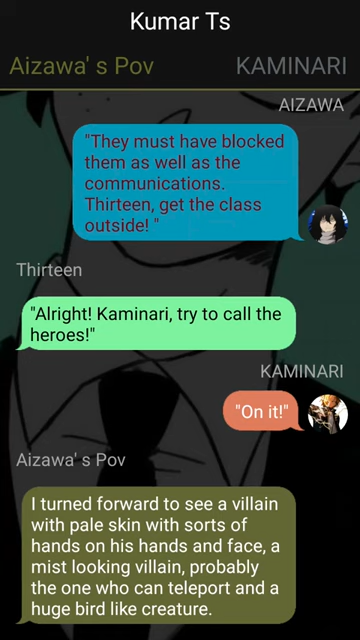 Kumar Ts
Aizawa' s Pov
KAMINARI
AIZAWA
"They must have blocked
them as well as the
communications.
Thirteen, get the class
outside! "
Thirteen
"Alright! Kaminari, try to call the
heroes!"
KAMINARI
"On it!"
Aizawa' s Pov
I turned forward to see a villain
with pale skin with sorts of
hands on his hands and face, a
mist looking villain, probably
the one who can teleport and a
huge bird like creature.